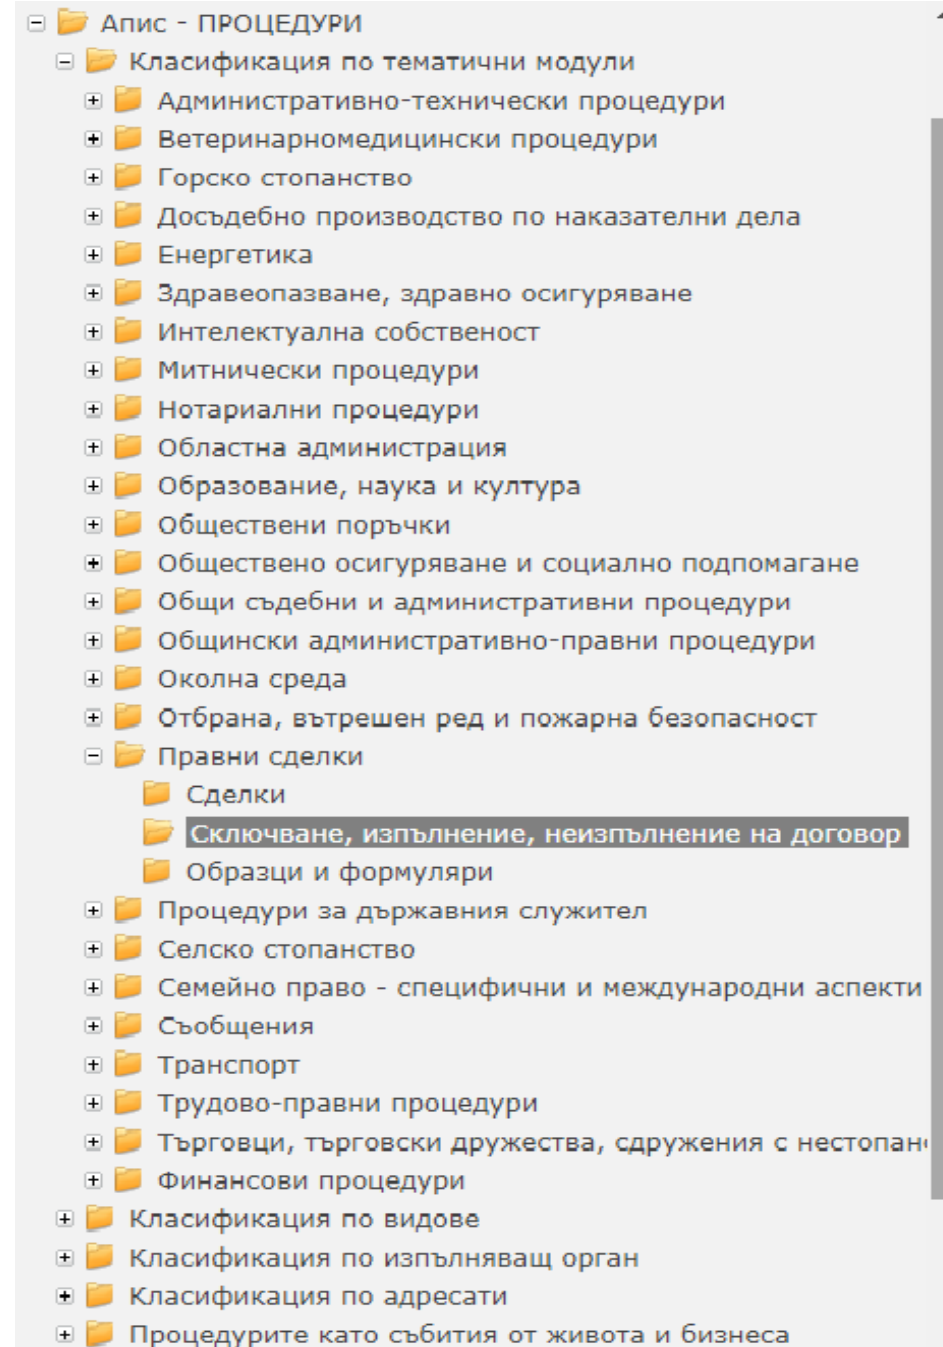 Апис - ПРОЦЕДУРИ
Класификация по тематични модули
Административно-технически процедури
Ветеринарномедицински процедури
Горско стопанство
Досъдебно производство по наказателни дела
Енергетика
Здравеопазване, здравно осигуряване
Интелектуална собственост
Митнически процедури
Нотариални процедури
Областна администрация
Образование, наука и култура
Обществени поръчки
Обществено осигуряване и социално подпомагане
Общи съдебни и административни процедури
Общински административно-правни процедури
Околна среда
Отбрана, вътрешен ред и пожарна безопасност
Правни сделки
Сделки
Сключване, изпълнение, неизпълнение на договор
Образци и формуляри
Процедури за държавния служител
Селско стопанство
Семейно право - специфични и международни аспекти
Съобщения
Транспорт
Трудово-правни процедури
Търговци, търговски дружества, сдружения с нестопан
Финансови процедури
Класификация по видове
Класификация по изпълняващ орган
Класификация по адресати
Процедурите като събития от живота и бизнеса